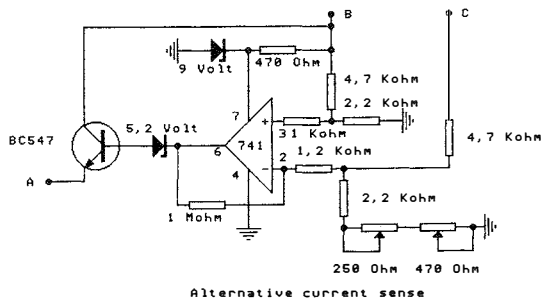 B
C
9 Volt
470 Ohm
4,7 Kohm
2,2 Kohm
7
5,2 Volt
BC547
+
3
1 Kohm
6
741
2
1,2 Kohm
4,7 Kohm
-
4
A
2,2 Kohm
1 Mohm
250 Ohm
470 Ohm
Alternative current sense